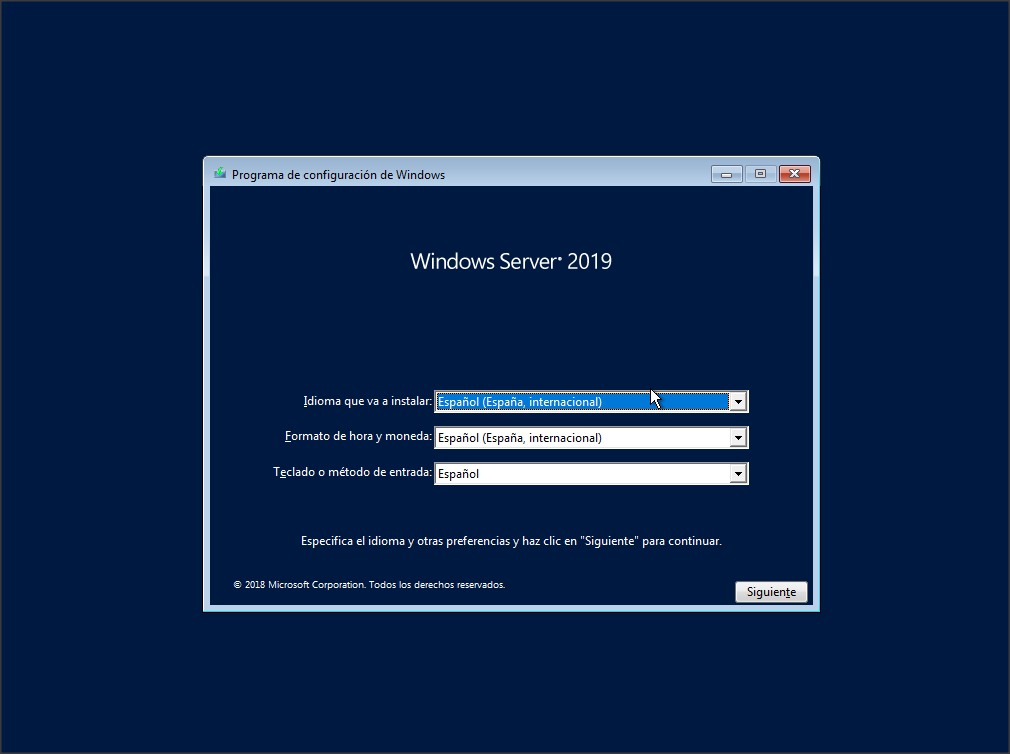 Programa de configuración de Windows
Windows Server® 2019
Idioma que va a instalar: Español (España, internacional)
Formato de hora y moneda: Español (España, internacional)
Teclado o método de entrada: Español
Especifica el idioma y otras preferencias y haz clic en "Siguiente" para continuar.
© 2018 Microsoft Corporation. Todos los derechos reservados.
Siguiente